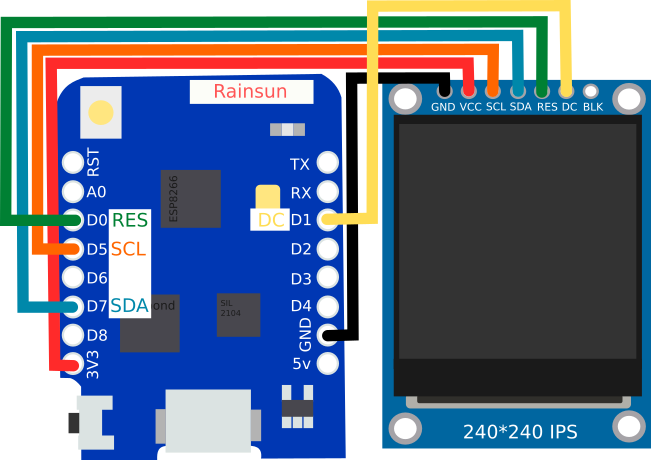 Rainsun
GND VCC SCL SDA RES DC BLK
RST
TX
ESP8266
A0
RX
D0 RES
DC D1
D5 SCL
D2
D6
D3
D7 SDA
ond
SIL
2104
D4
D8
GND
3V3
5v
240*240 IPS